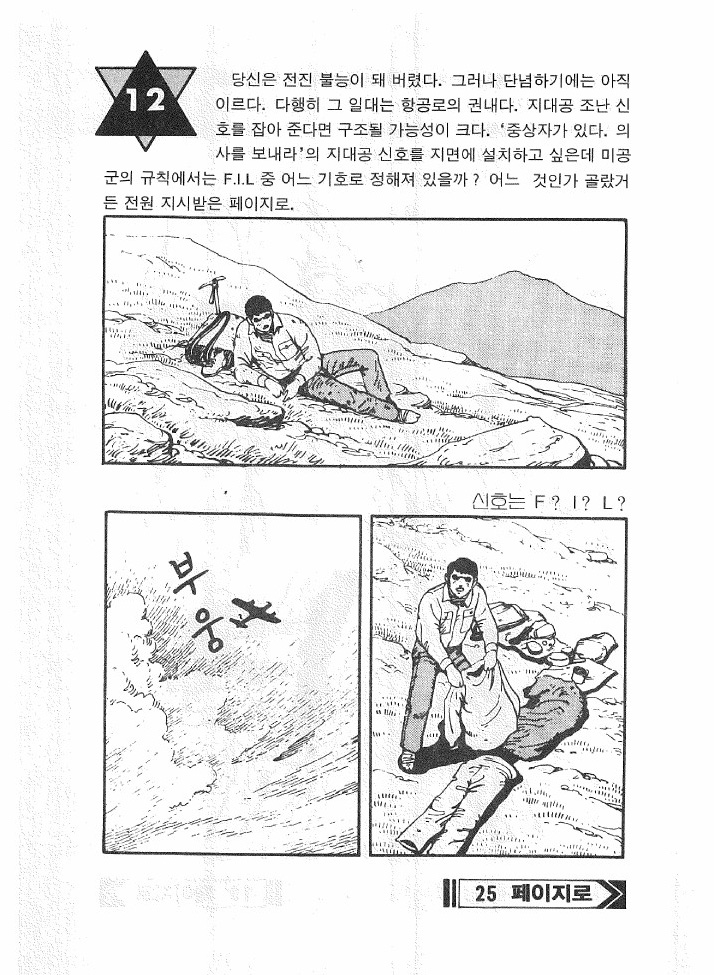 12
당신은 전진 불능이 돼 버렸다. 그러나 단념하기에는 아직
이르다. 다행히 그 일대는 항공로의 권내다. 지대공 조난 신
호를 잡아 준다면 구조될 가능성이 크다. ‘중상자가 있다. 의
사를 보내라’의 지대공 신호를 지면에 설치하고 싶은데 미공
군의 규칙에서는 F.I.L 중 어느 기호로 정해져 있을까? 어느 것인가 골랐거
든 전원 지시받은 페이지로.
신호는 F? I? L?
부
웅
25 페이지로